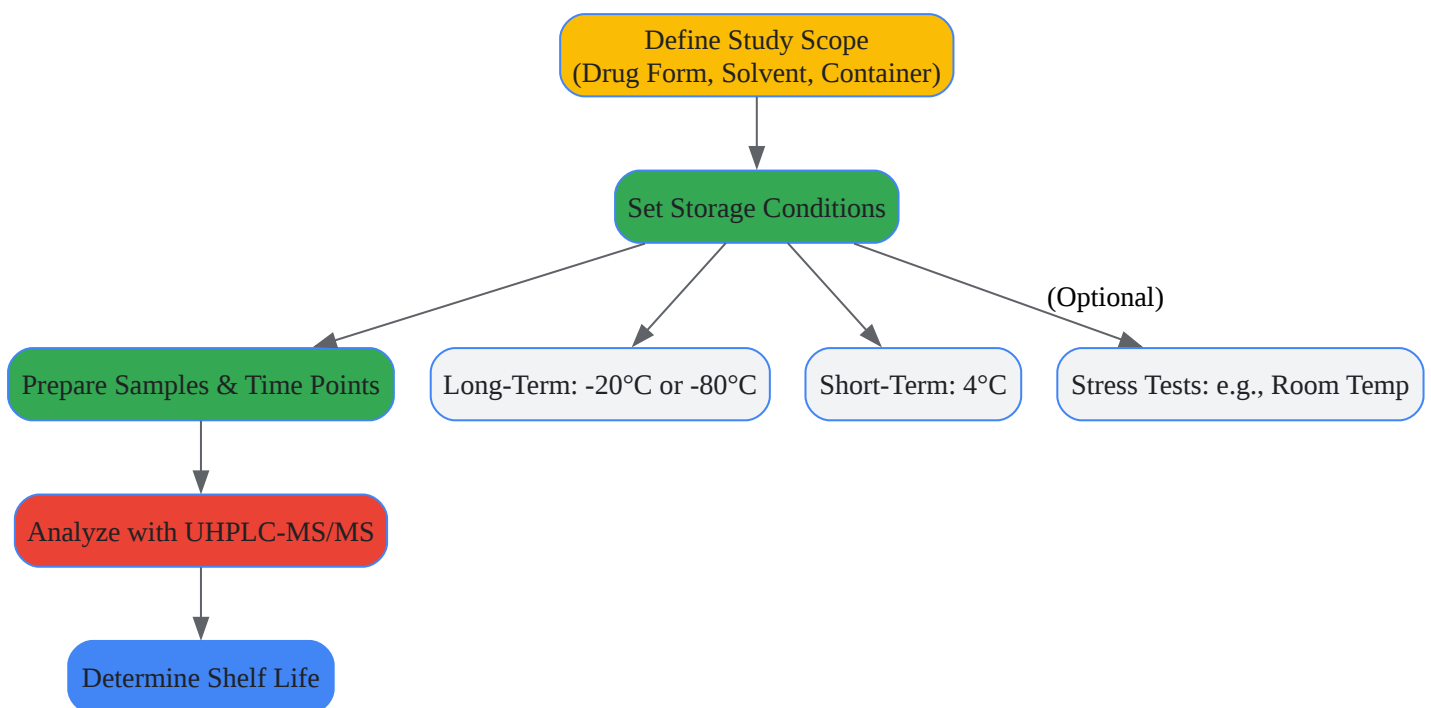 Define Study Scope
(Drug Form, Solvent, Container)
Set Storage Conditions
(Optional)
Prepare Samples & Time Points
Long-Term: -20°C or -80°C
Short-Term: 4°C
Stress Tests: e.g., Room Temp
Analyze with UHPLC-MS/MS
Determine Shelf Life